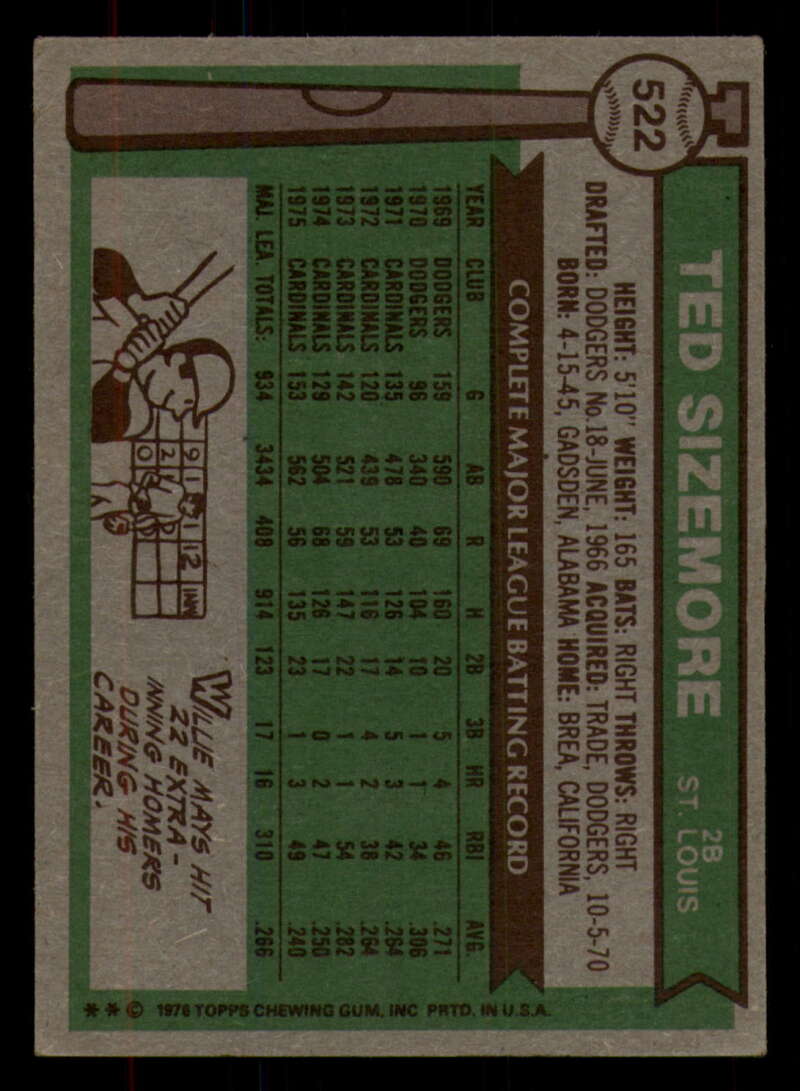 522
TED SIZEMORE
2B
ST. LOUIS
HEIGHT: 5'10" WEIGHT: 165 BATS: RIGHT THROWS: RIGHT
DRAFTED: DODGERS No.18-JUNE, 1966 ACQUIRED: TRADE, DODGERS, 10-5-70
BORN: 4-15-45, GADSDEN, ALABAMA HOME: BREA, CALIFORNIA
COMPLETE MAJOR LEAGUE BATTING RECORD
YEAR CLUB G AB R H 2B 3B HR RBI AVG.
1969 DODGERS 159 590 69 160 20 5 4 46 .271
1970 DODGERS 96 340 40 104 10 1 1 34 .306
1971 CARDINALS 135 478 53 126 14 5 3 42 .264
1972 CARDINALS 120 439 53 116 17 4 2 38 .264
1973 CARDINALS 142 521 59 147 22 1 1 54 .282
1974 CARDINALS 129 504 68 126 17 0 2 47 .250
1975 CARDINALS 153 562 56 135 23 1 3 49 .240
MAJ. LEA. TOTALS: 934 3434 408 914 123 17 16 310 .266
9 1 1 12 INN
2
0
WILLIE MAYS HIT
22 EXTRA-
INNING HOMERS
DURING HIS
CAREER.
** © 1976 TOPPS CHEWING GUM, INC PRTD. IN U.S.A.